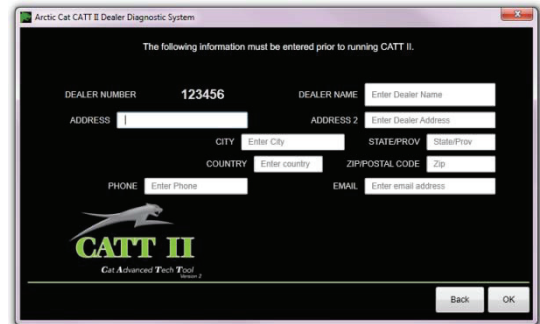 Arctic Cat CATT II Dealer Diagnostic System
The following information must be entered prior to running CATT II.
DEALER NUMBER 123456 DEALER NAME Enter Dealer Name
ADDRESS ADDRESS 2 Enter Dealer Address
CITY Enter City STATE/PROV State/Prov
COUNTRY Enter country ZIP/POSTAL CODE Zip
PHONE Enter Phone EMAIL Enter email address
CATT II
Cat Advanced Tech Tool
Version 2
Back OK